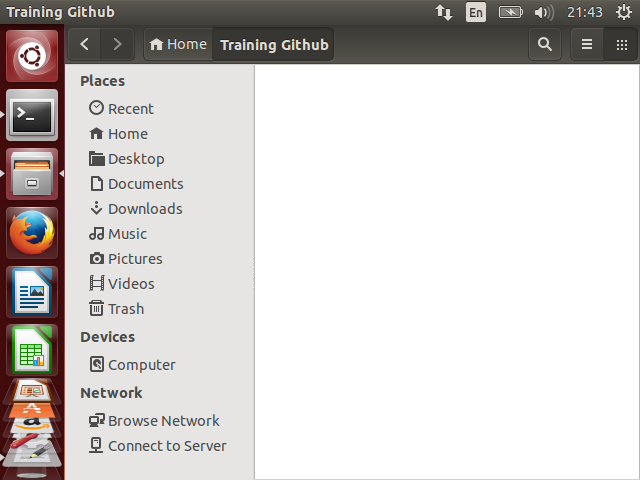 Training Github
En
21:43
Home
Training Github
Places
Recent
Home
Desktop
Documents
Downloads
Music
Pictures
Videos
Trash
Devices
Computer
Network
Browse Network
Connect to Server